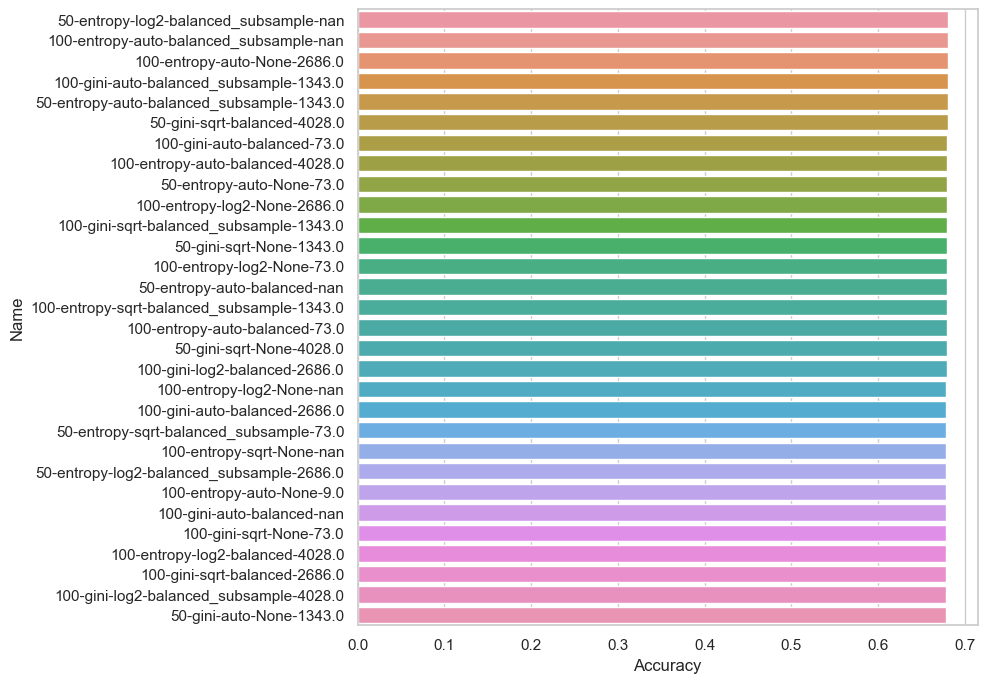 50-entropy-log2-balanced_subsample-nan
100-entropy-auto-balanced_subsample-nan
100-entropy-auto-None-2686.0
100-gini-auto-balanced_subsample-1343.0
50-entropy-auto-balanced_subsample-1343.0
50-gini-sqrt-balanced-4028.0
100-gini-auto-balanced-73.0
100-entropy-auto-balanced-4028.0
50-entropy-auto-None-73.0
100-entropy-log2-None-2686.0
100-gini-sqrt-balanced_subsample-1343.0
50-gini-sqrt-None-1343.0
100-entropy-log2-None-73.0
50-entropy-auto-balanced-nan
100-entropy-sqrt-balanced_subsample-1343.0
100-entropy-auto-balanced-73.0
50-gini-sqrt-None-4028.0
100-gini-log2-balanced-2686.0
100-entropy-log2-None-nan
100-gini-auto-balanced-2686.0
50-entropy-sqrt-balanced_subsample-73.0
100-entropy-sqrt-None-nan
50-entropy-log2-balanced_subsample-2686.0
100-entropy-auto-None-9.0
100-gini-auto-balanced-nan
100-gini-sqrt-None-73.0
100-entropy-log2-balanced-4028.0
100-gini-sqrt-balanced-2686.0
100-gini-log2-balanced_subsample-4028.0
50-gini-auto-None-1343.0
Name
0.0 0.1 0.2 0.3 0.4 0.5 0.6 0.7
Accuracy